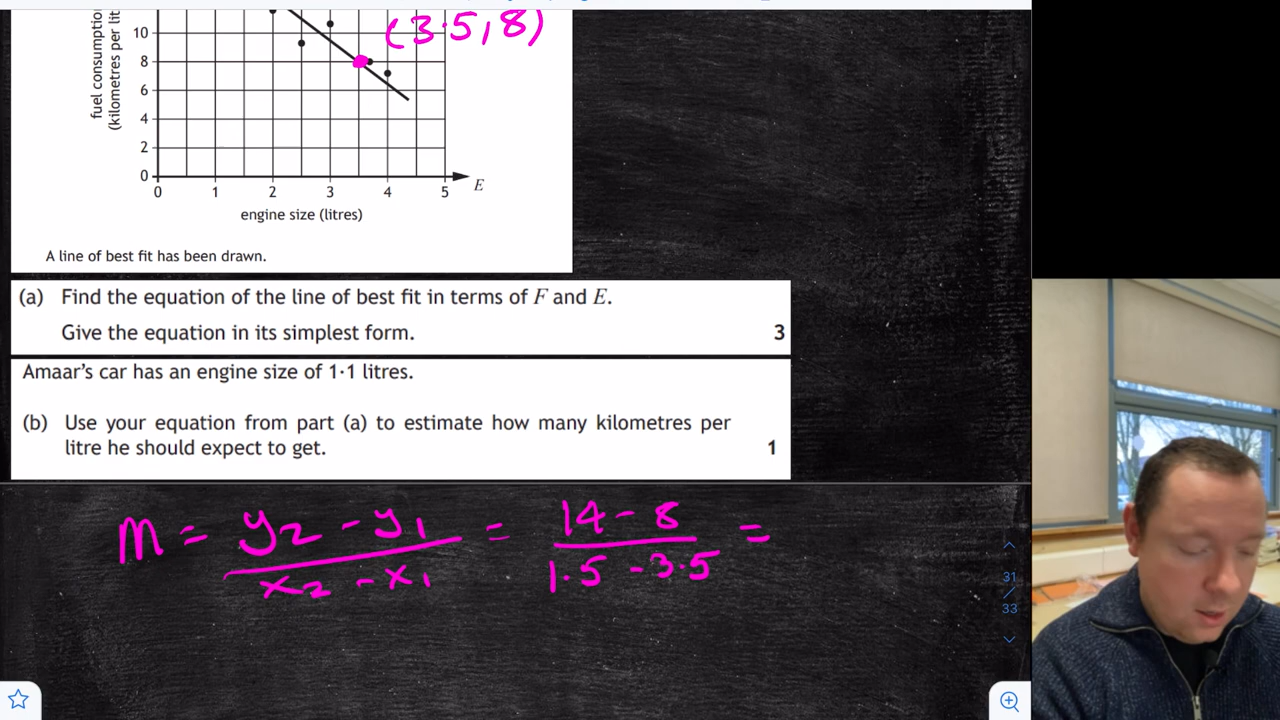 fuel consumption
(kilometres per lit
10
8
6
4
2
0
0 1 2 3 4 5
E
engine size (litres)
(3·5, 8)
A line of best fit has been drawn.
(a) Find the equation of the line of best fit in terms of F and E.
Give the equation in its simplest form. 3
Amaar's car has an engine size of 1·1 litres.
(b) Use your equation from part (a) to estimate how many kilometres per
litre he should expect to get. 1
m = y₂ - y₁ / x₂ - x₁ = 14 - 8 / 1.5 - 3.5 =
31
/
33